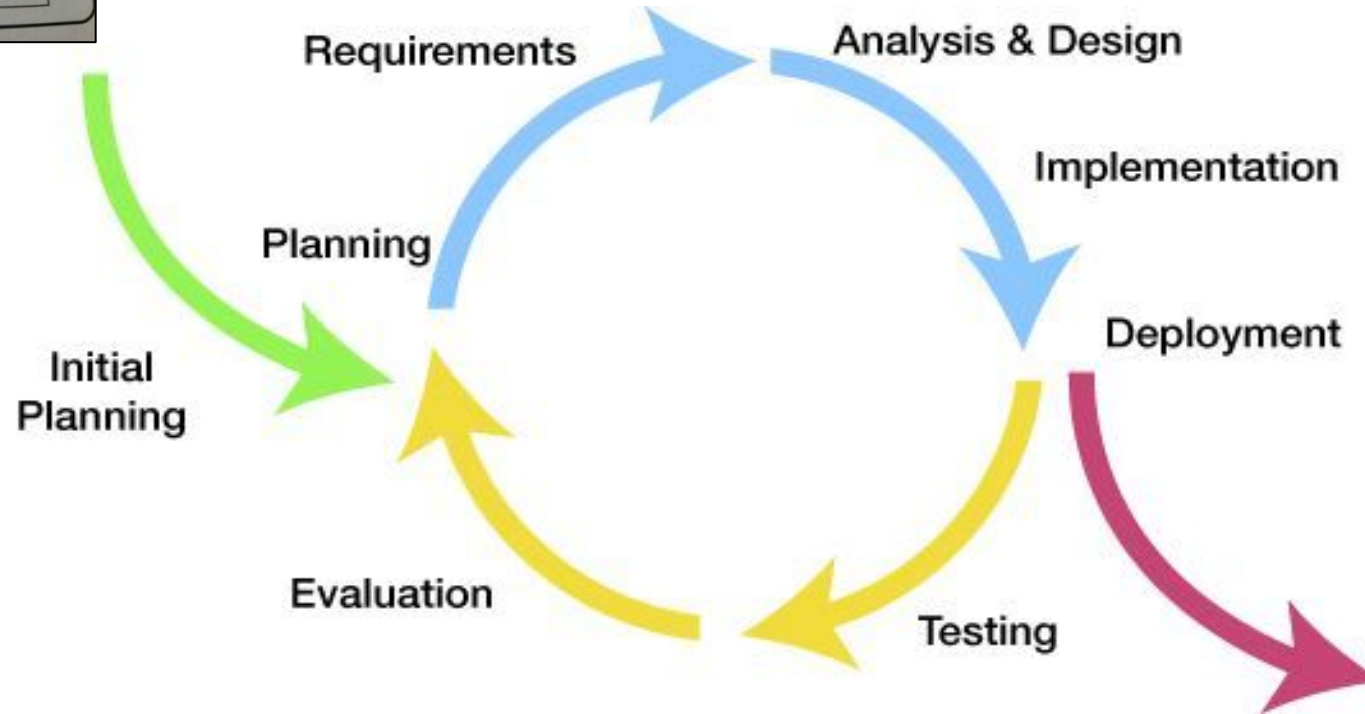 Requirements
Analysis & Design
Implementation
Planning
Deployment
Initial
Planning
Evaluation
Testing